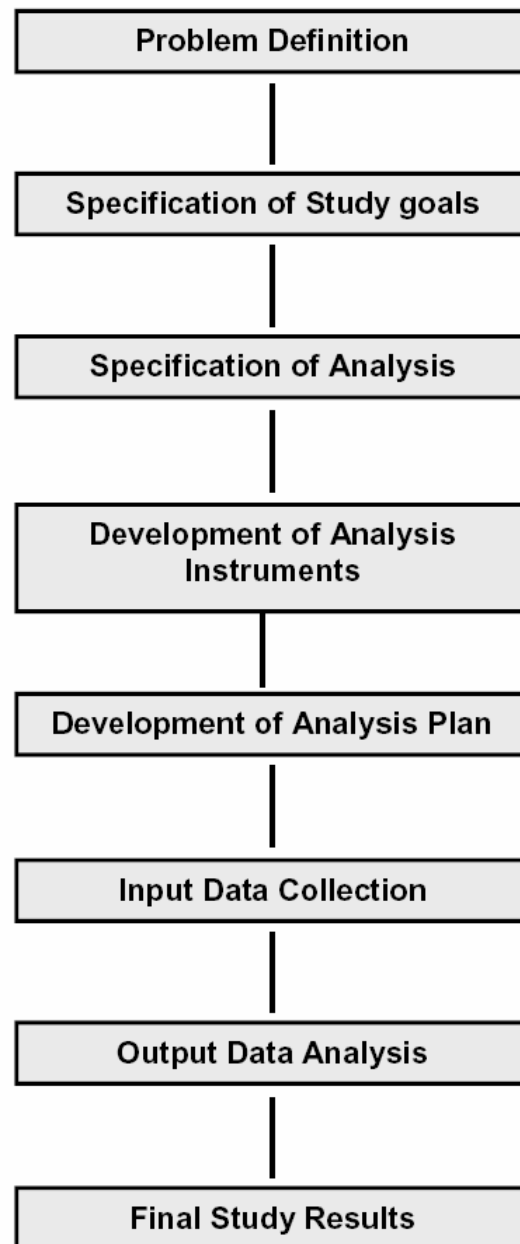 Problem Definition
Specification of Study goals
Specification of Analysis
Development of Analysis
Instruments
Development of Analysis Plan
Input Data Collection
Output Data Analysis
Final Study Results